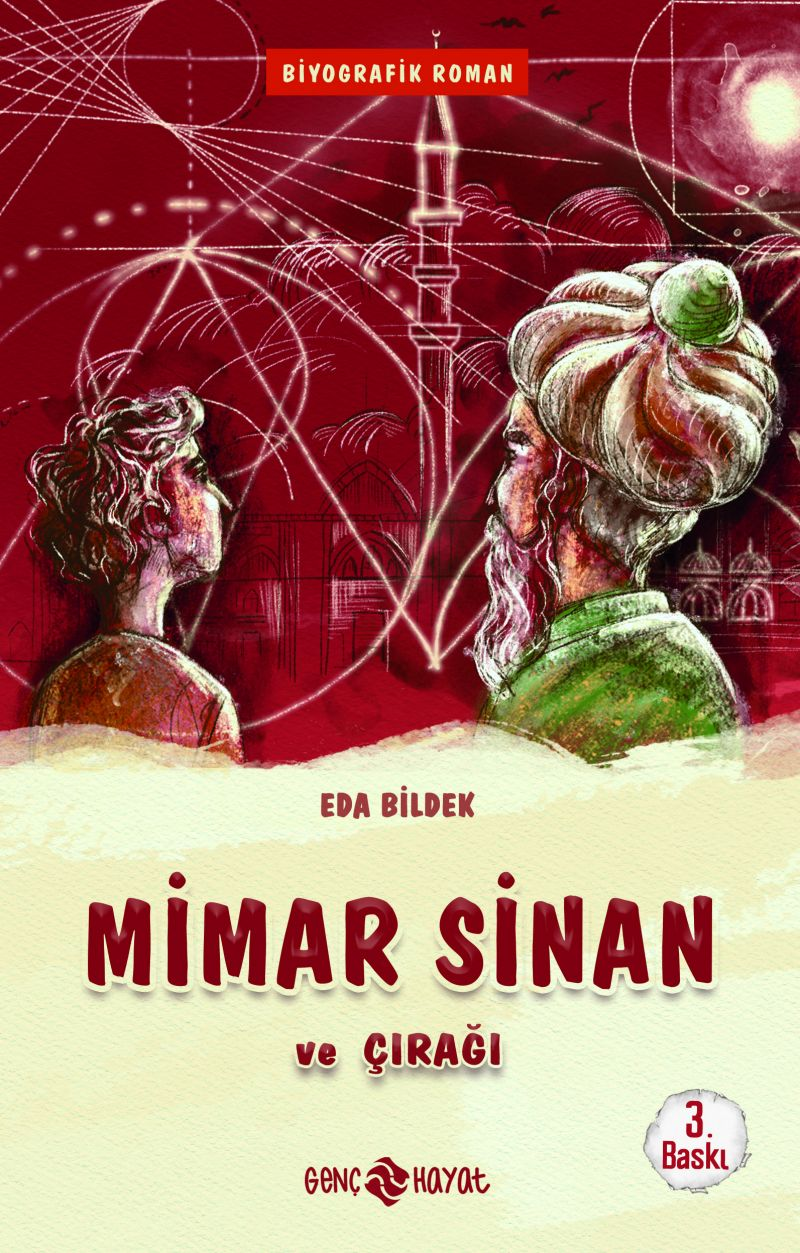 BİYOGRAFİK ROMAN
EDA BİLDEK
MİMAR SİNAN
ve ÇIRAĞI
3.
Baskı
GENÇ HAYAT